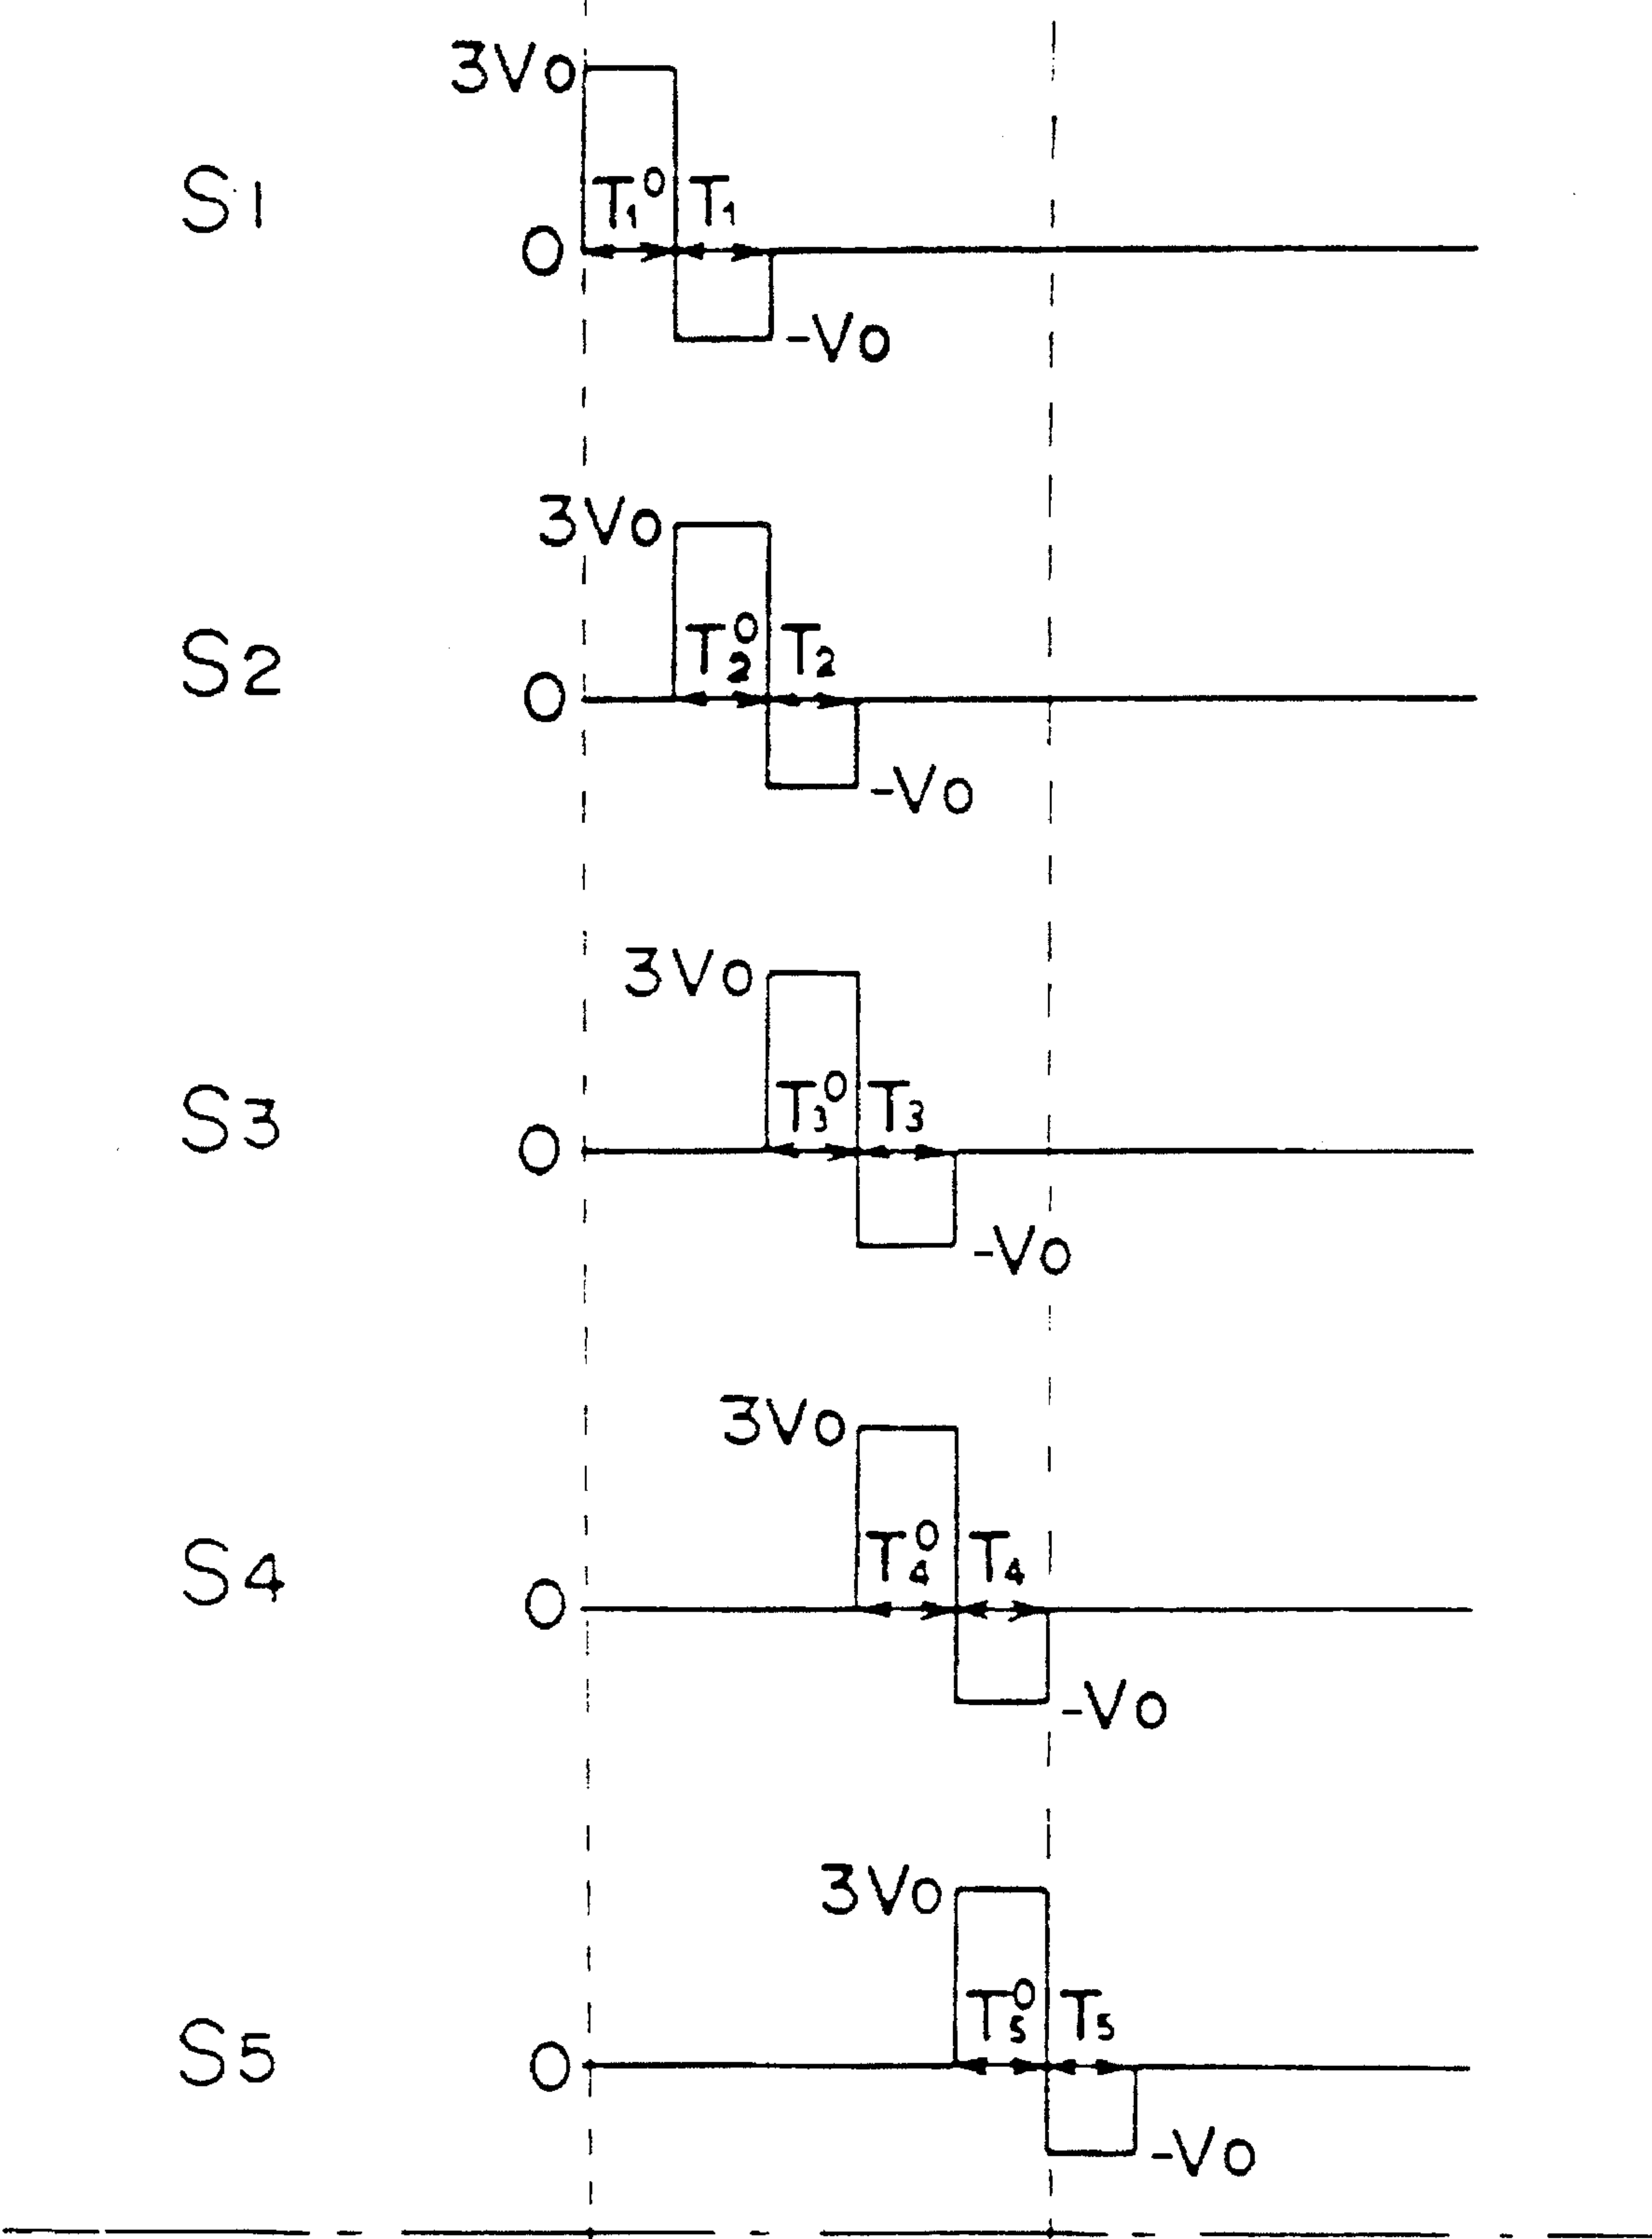 3Vo
S1
T₁⁰ T₁
0
-Vo
3Vo
S2
T₂⁰ T₂
0
-Vo
3Vo
S3
T₃⁰ T₃
0
-Vo
3Vo
S4
T₄⁰ T₄
0
-Vo
3Vo
S5
T₅⁰ T₅
0
-Vo